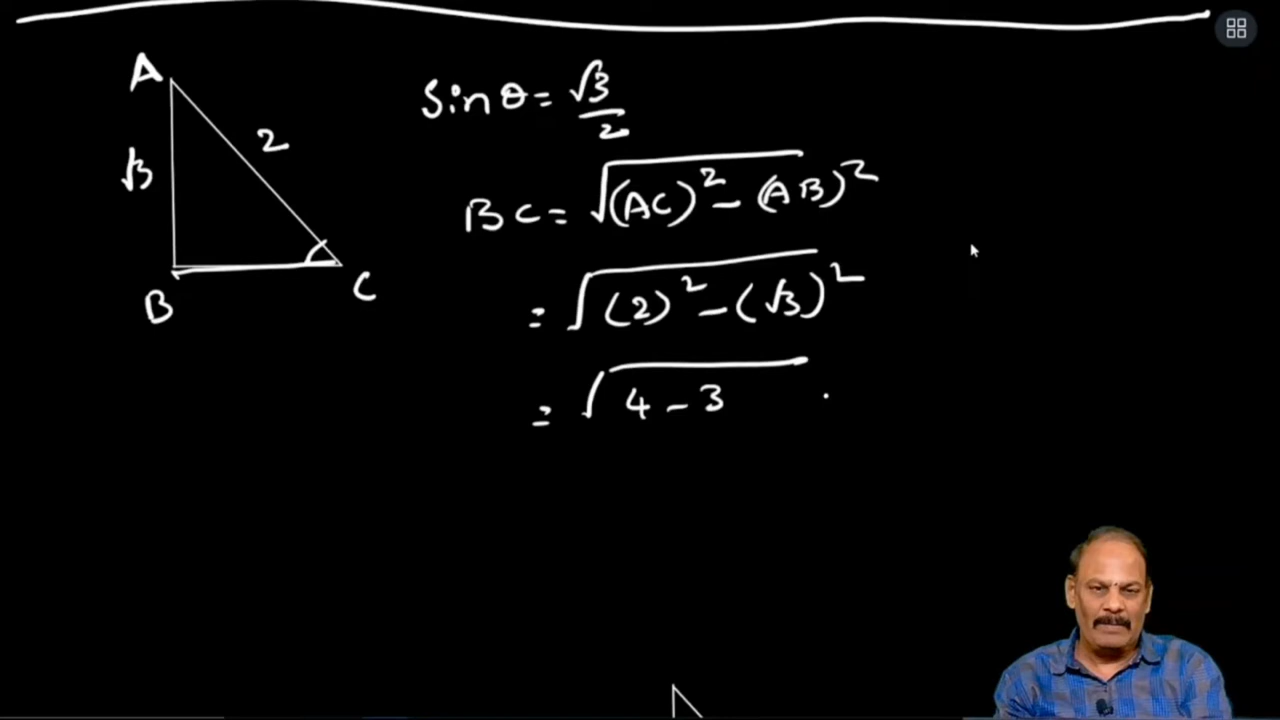 A
√3
2
B
C
Sin θ = √3/2
BC = √(AC)² - (AB)²
= √(2)² - (√3)²
= √4 - 3